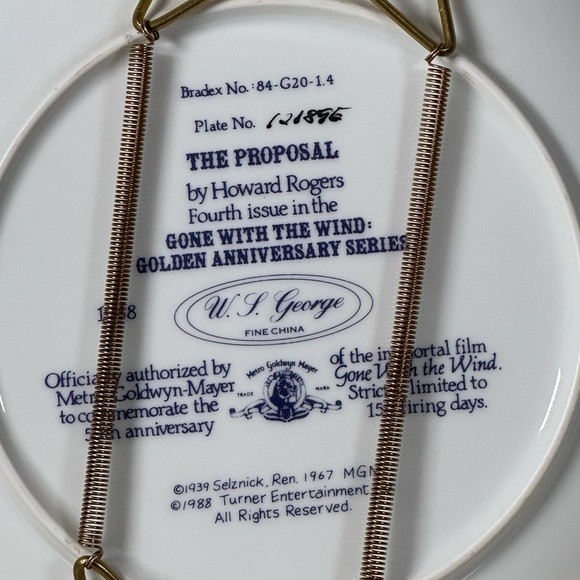 Bradex No.: 84-G20-1.4
Plate No.
THE PROPOSAL
by Howard Rogers
Fourth issue in the
GONE WITH THE WIND:
GOLDEN ANNIVERSARY SERIES
W. S. George
FINE CHINA
Officially authorized by
Metro Goldwyn-Mayer
to commemorate the
anniversary
Metro Goldwyn Mayer
TRADE MARK
of the immortal film
Gone With the Wind.
Strictly limited to
firing days.
©1939 Selznick, Ren. 1967 MGM
©1988 Turner Entertainment
All Rights Reserved.